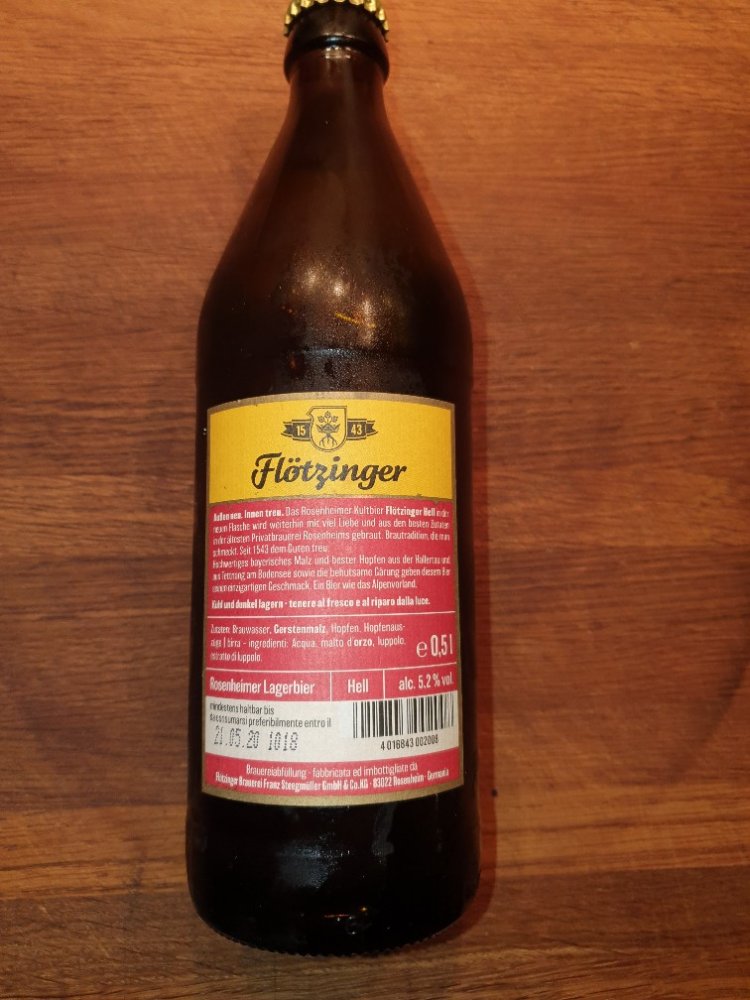 15 43
Flötzinger
Außen neu. Innen treu. Das Rosenheimer Kultbier Flötzinger Hell in der
neuen Flasche wird weiterhin mit viel Liebe und aus den besten Zutaten
in der ältesten Privatbrauerei Rosenheims gebraut. Brautradition, die man
schmeckt. Seit 1543 dem Guten treu.
Hochwertiges bayerisches Malz und bester Hopfen aus der Hallertau und
aus Tettnang am Bodensee sowie die behutsame Gärung geben diesem Bier
einen einzigartigen Geschmack. Ein Bier wie das Alpenvorland.
Kühl und dunkel lagern · tenere al fresco e al riparo dalla luce.
Zutaten: Brauwasser, Gerstenmalz, Hopfen, Hopfenaus-
züge | birra - ingredienti: Acqua, malto d'orzo, luppolo,
estratto di luppolo.
e 0,5 l
Rosenheimer Lagerbier Hell alc. 5.2 % vol.
mindestens haltbar bis
da consumarsi preferibilmente entro il
21.05.20 1018
4 016843 002008
Brauereiabfüllung · fabbricata ed imbottigliata da
Flötzinger Brauerei Franz Stegmüller GmbH & Co.KG · 83022 Rosenheim · Germania